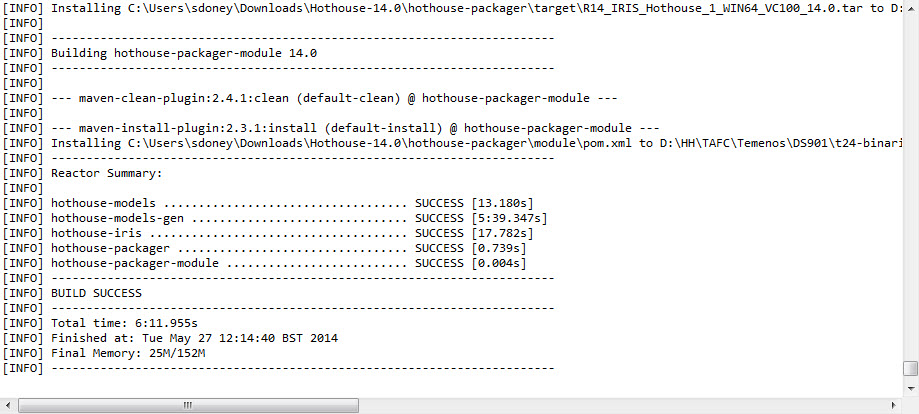 [INFO] Installing C:\Users\sdoney\Downloads\Hothouse-14.0\hothouse-packager\target\R14_IRIS_Hothouse_1_WIN64_VC100_14.0.tar to D:
[INFO]
[INFO] ------------------------------------------------------------------------
[INFO] Building hothouse-packager-module 14.0
[INFO] ------------------------------------------------------------------------
[INFO]
[INFO] --- maven-clean-plugin:2.4.1:clean (default-clean) @ hothouse-packager-module ---
[INFO]
[INFO] --- maven-install-plugin:2.3.1:install (default-install) @ hothouse-packager-module ---
[INFO] Installing C:\Users\sdoney\Downloads\Hothouse-14.0\hothouse-packager\module\pom.xml to D:\HH\TAFC\Temenos\DS901\t24-binari
[INFO] ------------------------------------------------------------------------
[INFO] Reactor Summary:
[INFO]
[INFO] hothouse-models ................................... SUCCESS [13.180s]
[INFO] hothouse-models-gen ............................... SUCCESS [5:39.347s]
[INFO] hothouse-iris ..................................... SUCCESS [17.782s]
[INFO] hothouse-packager ................................. SUCCESS [0.739s]
[INFO] hothouse-packager-module .......................... SUCCESS [0.004s]
[INFO] ------------------------------------------------------------------------
[INFO] BUILD SUCCESS
[INFO] ------------------------------------------------------------------------
[INFO] Total time: 6:11.955s
[INFO] Finished at: Tue May 27 12:14:40 BST 2014
[INFO] Final Memory: 25M/152M
[INFO] ------------------------------------------------------------------------